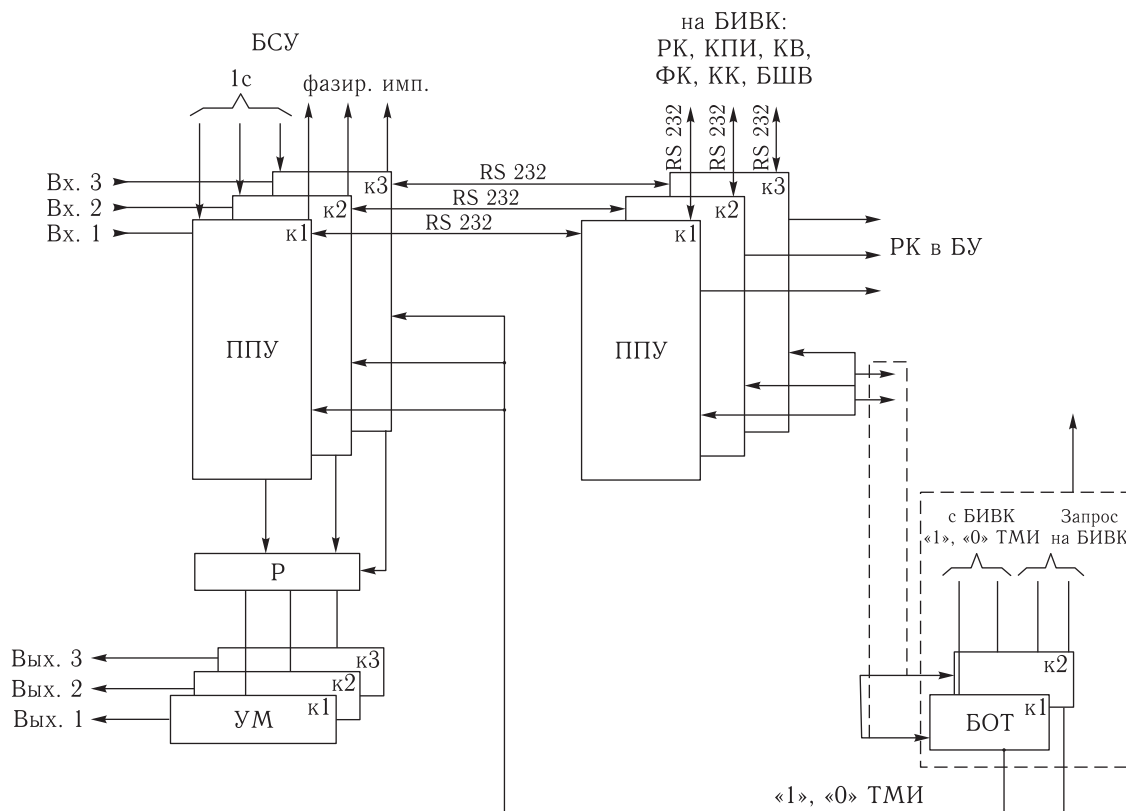 БСУ
1с
фазир. имп.
на БИВК:
РК, КПИ, КВ,
ФК, КК, БШВ
RS 232
RS 232
RS 232
Вх. 3
Вх. 2
Вх. 1
к3
к2
к1
RS 232
RS 232
RS 232
к3
к2
к1
РК в БУ
ППУ
ППУ
с БИВК
«1», «0» ТМИ
Запрос
на БИВК
Р
Вых. 3
Вых. 2
Вых. 1
к3
к2
к1
УМ
к2
к1
БОТ
«1», «0» ТМИ